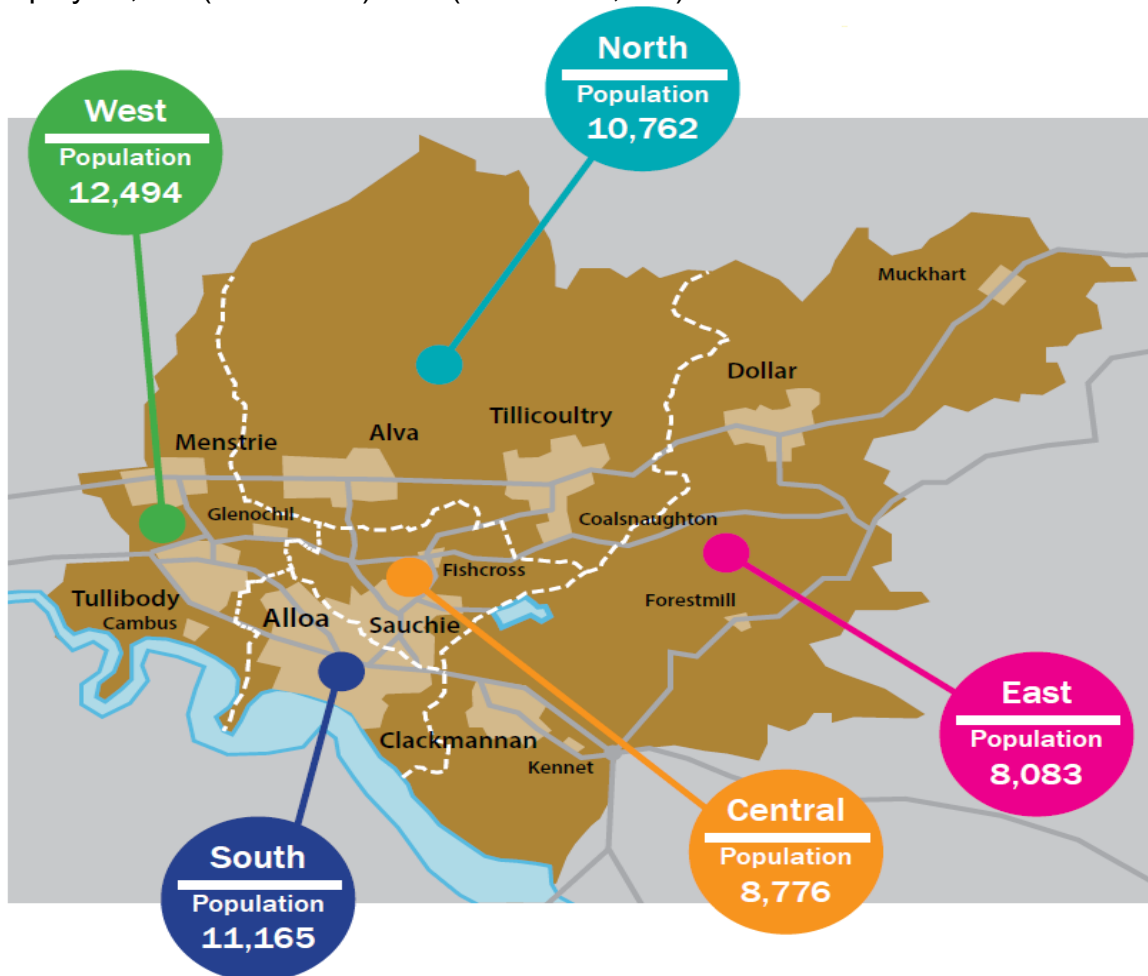 North
Population
10,762
West
Population
12,494
Muckhart
Dollar
Tillicoultry
Alva
Menstrie
Glenochil
Coalsnaughton
Fishcross
Forestmill
Tullibody
Cambus
Alloa
Sauchie
Clackmannan
Kennet
East
Population
8,083
Central
Population
8,776
South
Population
11,165